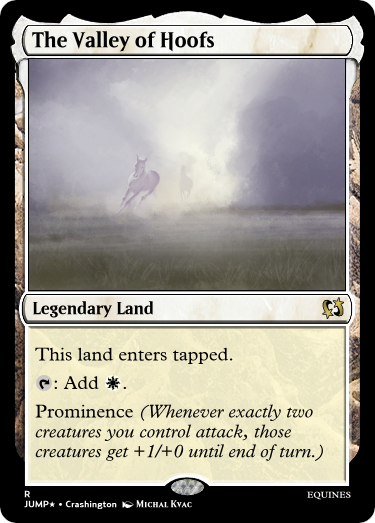 The Valley of Hoofs
Legendary Land
This land enters tapped.
: Add .
Prominence (Whenever exactly two
creatures you control attack, those
creatures get +1/+0 until end of turn.)
R
JUMP★ • Crashington Michal Kvac
EQUINES